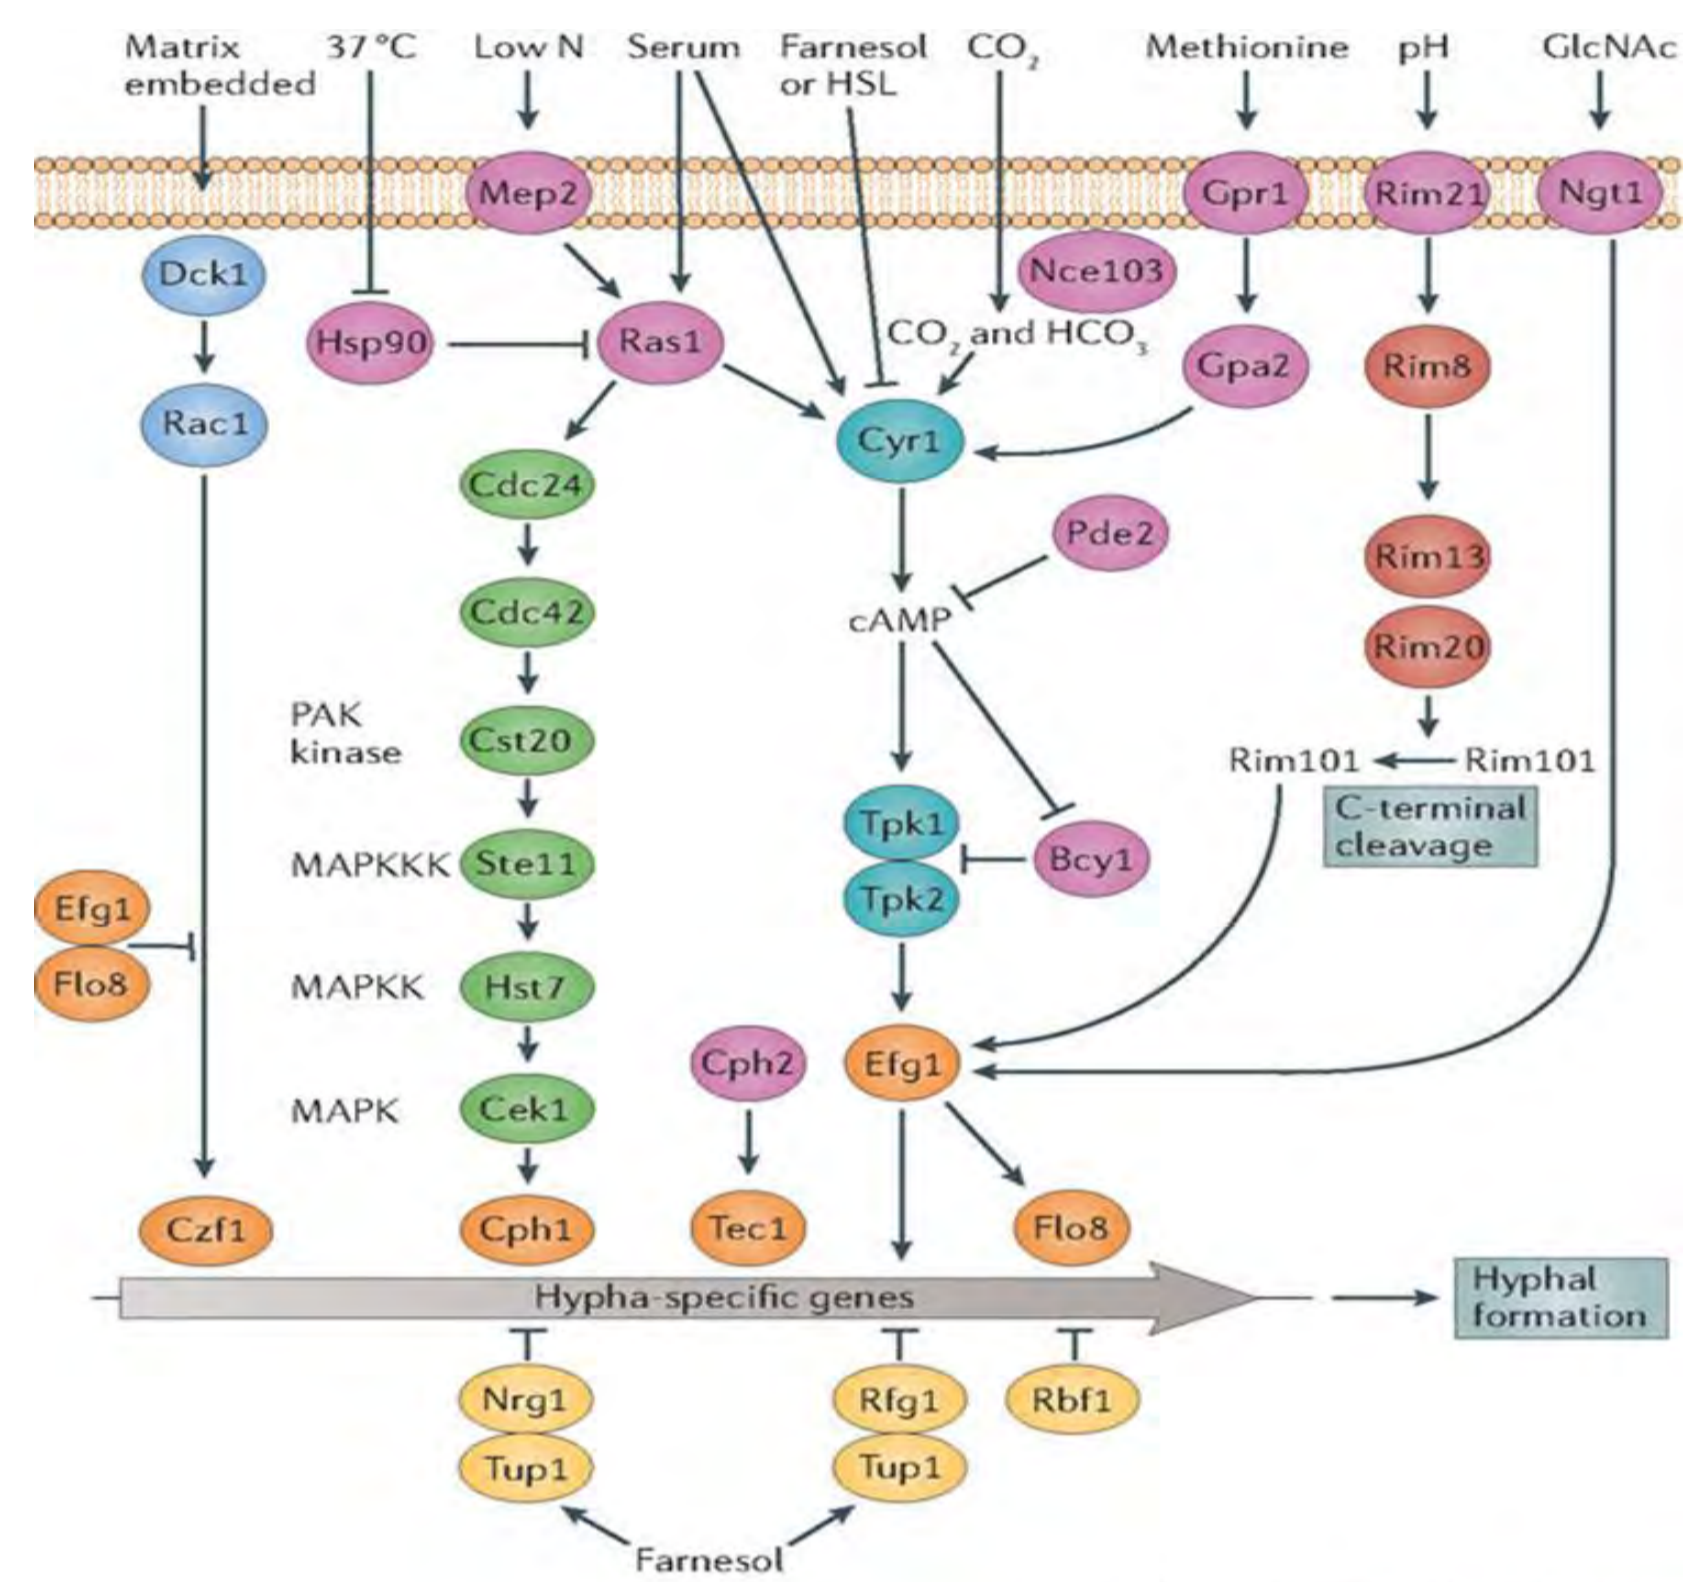 Matrix
embedded
37 °C
Low N
Serum
Farnesol
or HSL
CO2
Methionine
pH
GlcNAc
Mep2
Gpr1
Rim21
Ngt1
Dck1
Nce103
Hsp90
Ras1
CO2 and HCO3
Gpa2
Rim8
Rac1
Cyr1
Cdc24
Pde2
Rim13
Cdc42
cAMP
Rim20
PAK
kinase
Cst20
Rim101
Rim101
C-terminal
cleavage
Tpk1
MAPKKK
Ste11
Bcy1
Efg1
Tpk2
Flo8
MAPKK
Hst7
Cph2
Efg1
MAPK
Cek1
Czf1
Cph1
Tec1
Flo8
Hypha-specific genes
Hyphal
formation
Nrg1
Rfg1
Rbf1
Tup1
Tup1
Farnesol